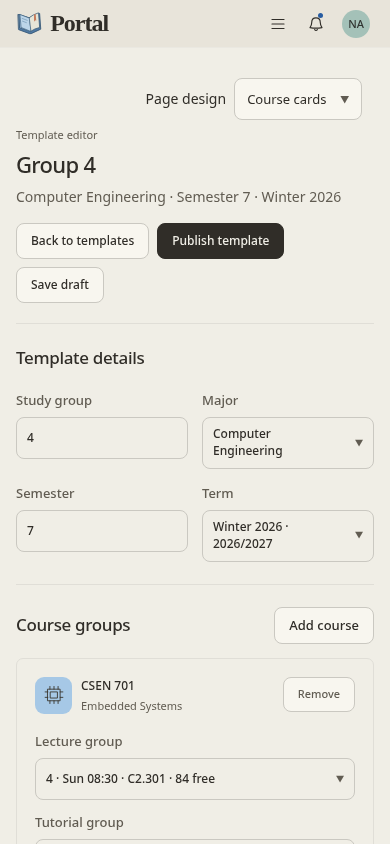 Portal
NA
Page design
Course cards
Template editor
Group 4
Computer Engineering · Semester 7 · Winter 2026
Back to templates
Publish template
Save draft
Template details
Study group
Major
4
Computer
Engineering
Semester
Term
7
Winter 2026 ·
2026/2027
Course groups
Add course
CSEN 701
Embedded Systems
Remove
Lecture group
4 · Sun 08:30 · C2.301 · 84 free
Tutorial group